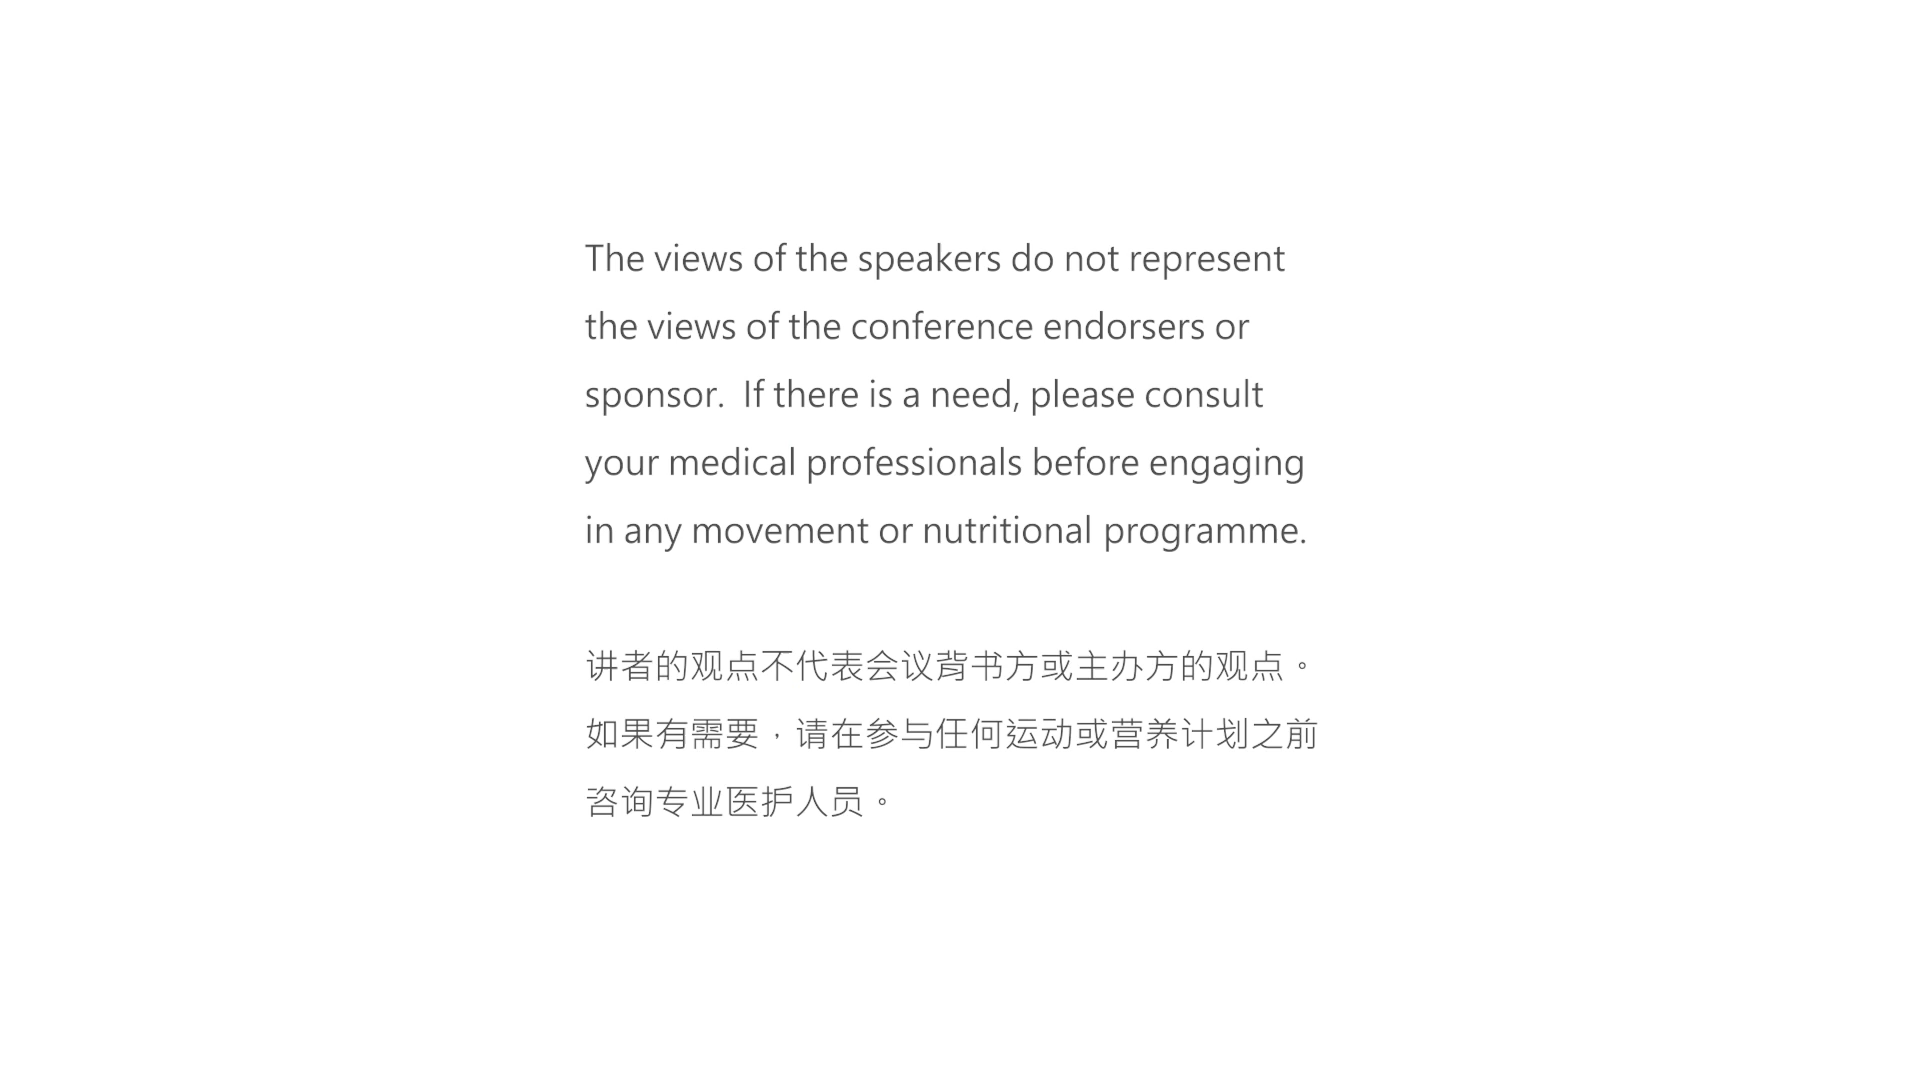 The views of the speakers do not represent
the views of the conference endorsers or
sponsor.  If there is a need, please consult
your medical professionals before engaging
in any movement or nutritional programme.
讲者的观点不代表会议背书方或主办方的观点。
如果有需要，请在参与任何运动或营养计划之前
咨询专业医护人员。